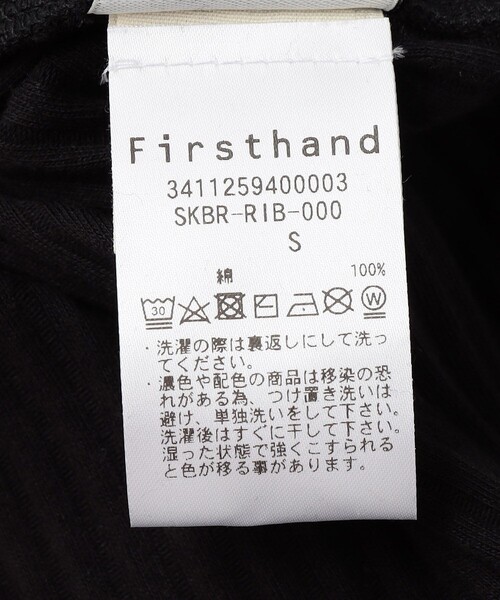 Firsthand
3411259400003
SKBR-RIB-000
S
綿 100%
30 W
・洗濯の際は裏返しにして洗っ
てください。
・濃色や配色の商品は移染の恐
れがある為、つけ置き洗いは
避け、単独洗いをして下さい。
洗濯後はすぐに干して下さい。
湿った状態で強くこすられる
と色が移る事があります。